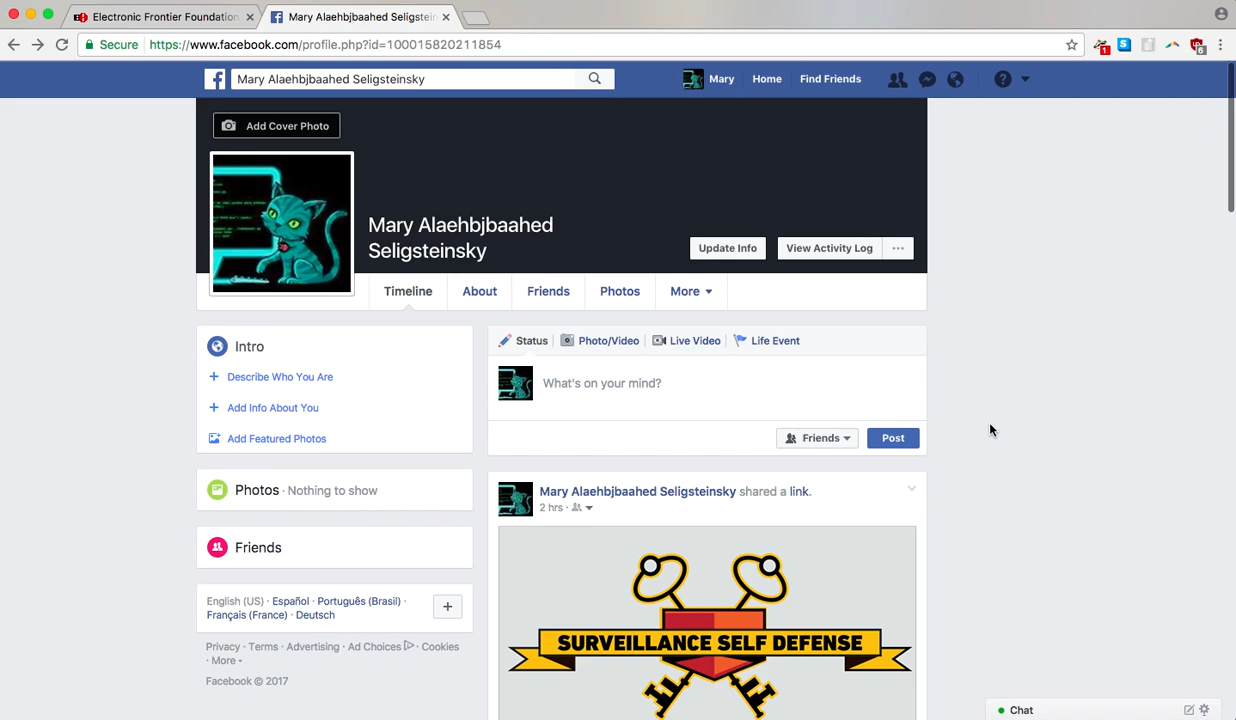 Electronic Frontier Foundation
Mary Alaehbjbaahed Seligstein
Secure https://www.facebook.com/profile.php?id=100015820211854
1
6
Mary Alaehbjbaahed Seligsteinsky
Mary Home Find Friends
Add Cover Photo
Mary Alaehbjbaahed
Seligsteinsky
Update Info View Activity Log
Timeline About Friends Photos More
Intro
Describe Who You Are
Add Info About You
Add Featured Photos
Photos · Nothing to show
Friends
English (US) · Español · Português (Brasil) ·
Français (France) · Deutsch
Privacy · Terms · Advertising · Ad Choices · Cookies
· More
Facebook © 2017
Status Photo/Video Live Video Life Event
What's on your mind?
Friends Post
Mary Alaehbjbaahed Seligsteinsky shared a link.
2 hrs ·
SURVEILLANCE SELF DEFENSE
Chat